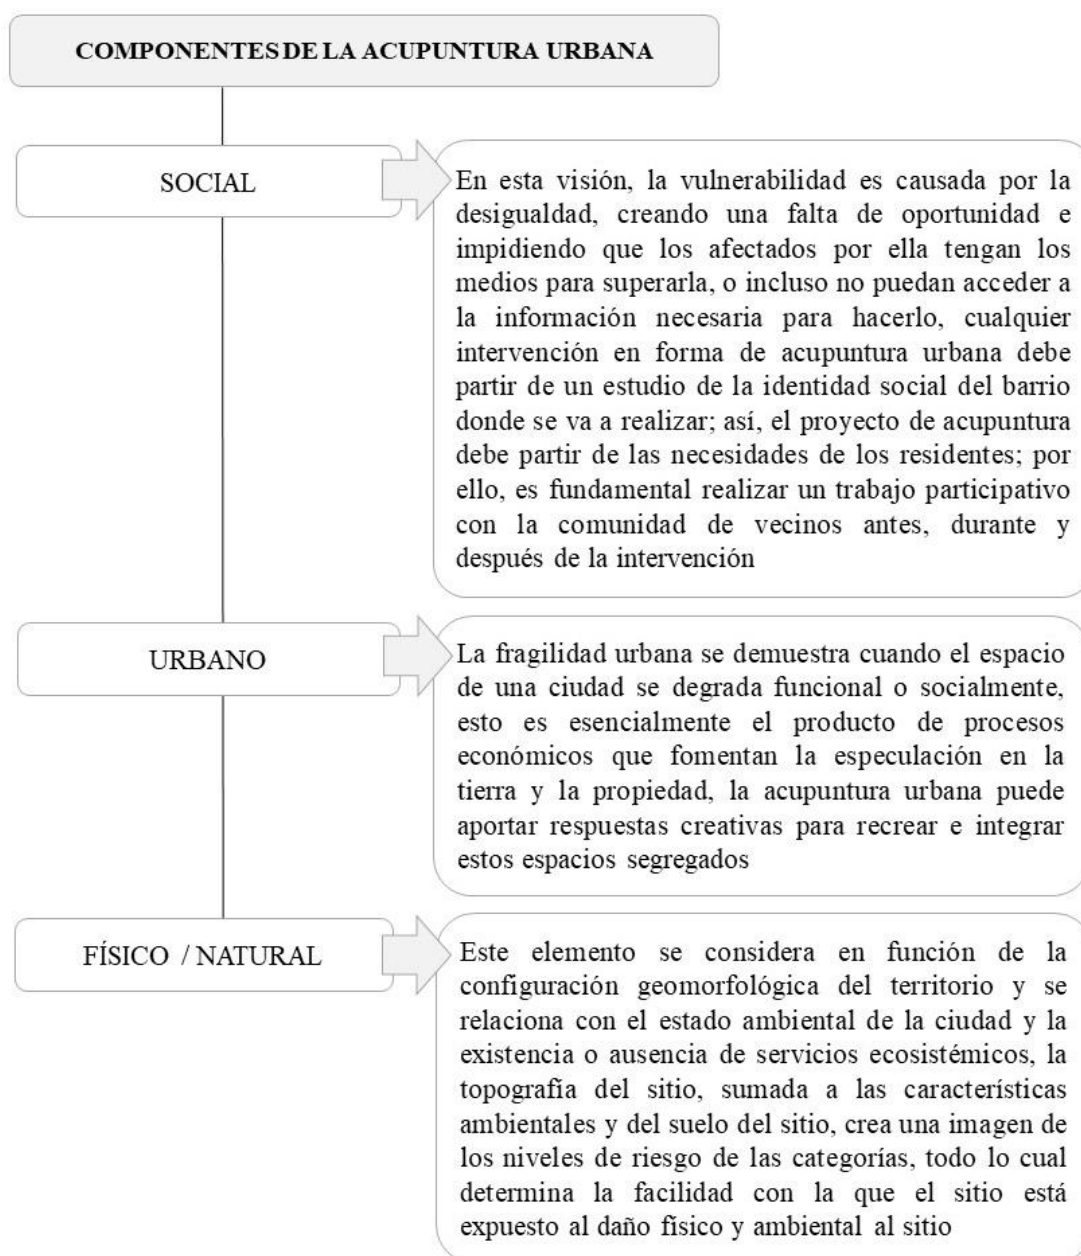 COMPONENTES DE LA ACUPUNTURA URBANA
SOCIAL
En esta visión, la vulnerabilidad es causada por la
desigualdad, creando una falta de oportunidad e
impidiendo que los afectados por ella tengan los
medios para superarla, o incluso no puedan acceder a
la información necesaria para hacerlo, cualquier
intervención en forma de acupuntura urbana debe
partir de un estudio de la identidad social del barrio
donde se va a realizar; así, el proyecto de acupuntura
debe partir de las necesidades de los residentes; por
ello, es fundamental realizar un trabajo participativo
con la comunidad de vecinos antes, durante y
después de la intervención
URBANO
La fragilidad urbana se demuestra cuando el espacio
de una ciudad se degrada funcional o socialmente,
esto es esencialmente el producto de procesos
económicos que fomentan la especulación en la
tierra y la propiedad, la acupuntura urbana puede
aportar respuestas creativas para recrear e integrar
estos espacios segregados
FÍSICO / NATURAL
Este elemento se considera en función de la
configuración geomorfológica del territorio y se
relaciona con el estado ambiental de la ciudad y la
existencia o ausencia de servicios ecosistémicos, la
topografía del sitio, sumada a las características
ambientales y del suelo del sitio, crea una imagen de
los niveles de riesgo de las categorías, todo lo cual
determina la facilidad con la que el sitio está
expuesto al daño físico y ambiental al sitio